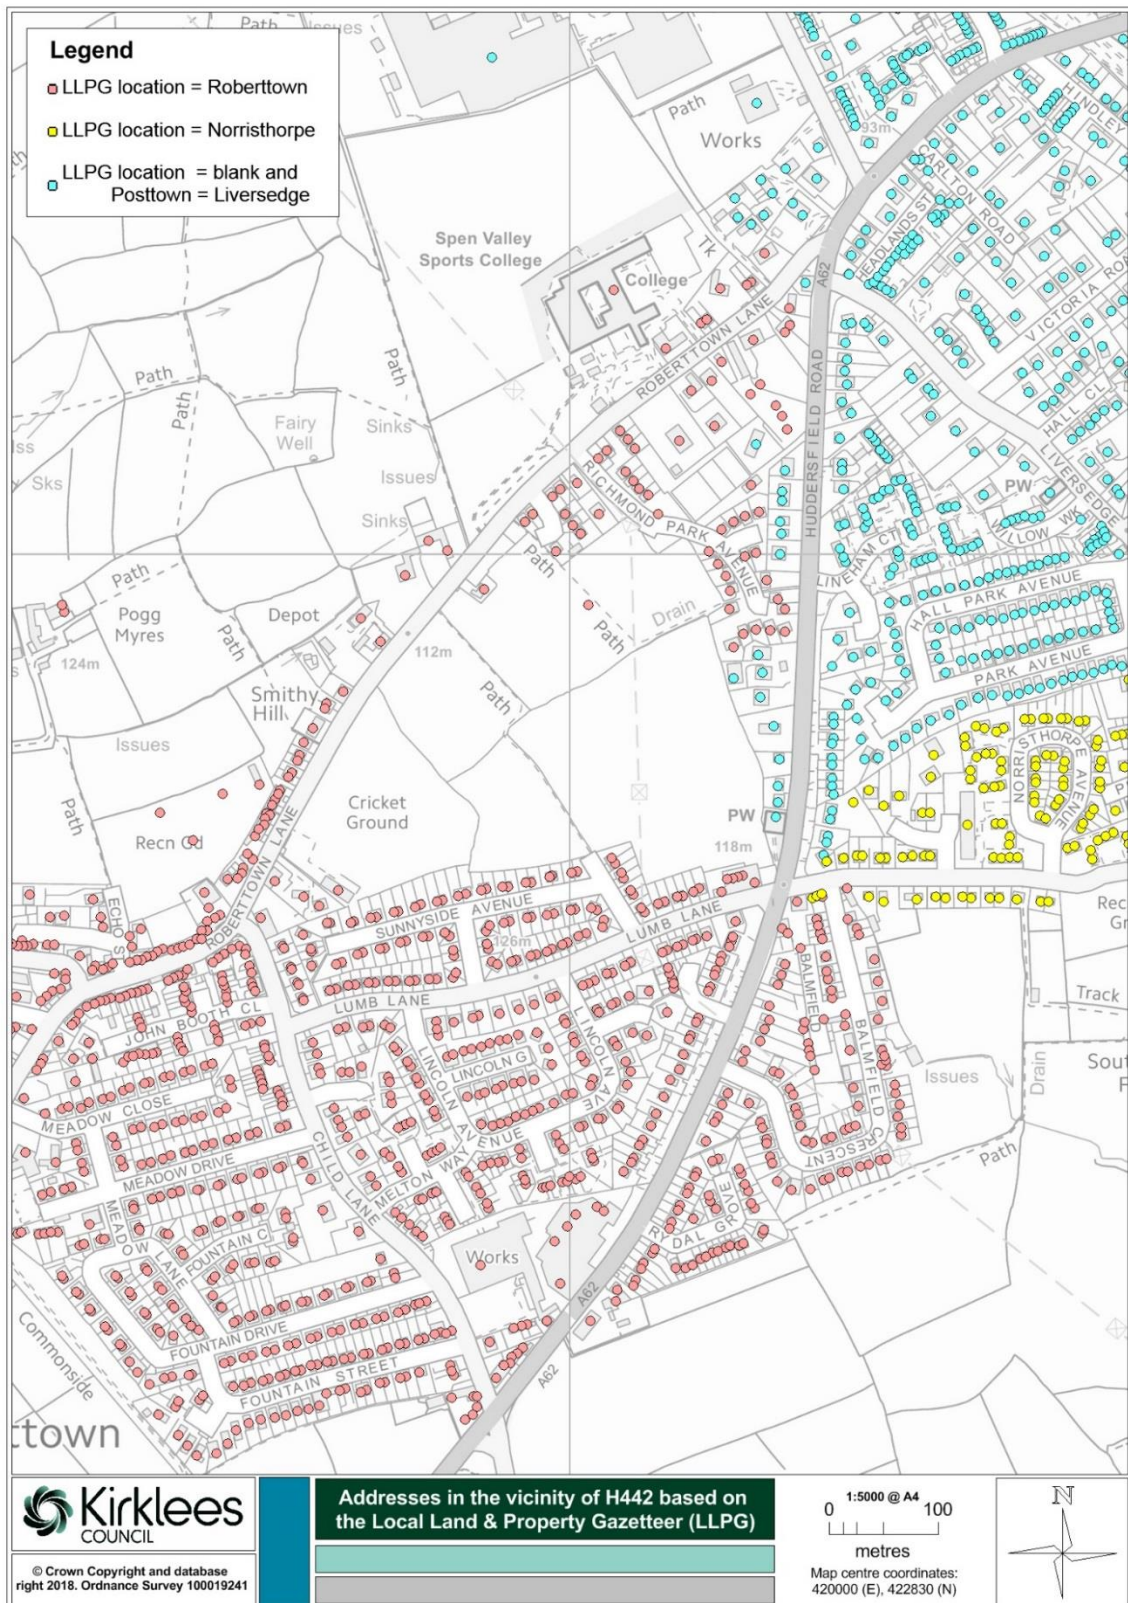 Legend
LLPG location = Roberttown
LLPG location = Norristhorpe
LLPG location = blank and
Posttown = Liversedge
Issues
Path
Works
93m
HINDLEY
CARLTON ROAD
HEADLANDS ST
Spen Valley
Sports College
College
TK
A62
VICTORIA ROA
ROBERTTOWN LANE
HUDDERSFIELD ROAD
Path
Path
Path
Fairy
Well
Sinks
Issues
Iss
Sks
HALL CL
LIVERSEDGE
PW
RICHMOND PARK AVENUE
Sinks
WILLOW WK
LINEHAM CT
Path
Path
Path
Drain
HALL PARK AVENUE
Pogg
Myres
Depot
124m
112m
PARK AVENUE
Smithy
Hill
Path
Issues
NORRISTHORPE AVENUE
Path
Cricket
Ground
Recn Gd
PW
118m
ROBERTTOWN LANE
ECHO ST
SUNNYSIDE AVENUE
LUMB LANE
126m
Rec
Gr
LUMB LANE
JOHN BOOTH CL
BALMFIELD
Track
LINCOLN AVE
LINCOLN G
LINCOLN AVENUE
BALMFIELD CRESCENT
Issues
Drain
Sout
F
MEADOW CLOSE
CHILD LANE
MEADOW DRIVE
MELTON WAY
Path
MEADOW LANE
FOUNTAIN C
RYDAL GROVE
Works
A62
Commonside
FOUNTAIN DRIVE
FOUNTAIN STREET
A62
ttown
Kirklees
COUNCIL
© Crown Copyright and database
right 2018. Ordnance Survey 100019241
Addresses in the vicinity of H442 based on
the Local Land & Property Gazetteer (LLPG)
1:5000 @ A4
0 100
metres
Map centre coordinates:
420000 (E), 422830 (N)
N